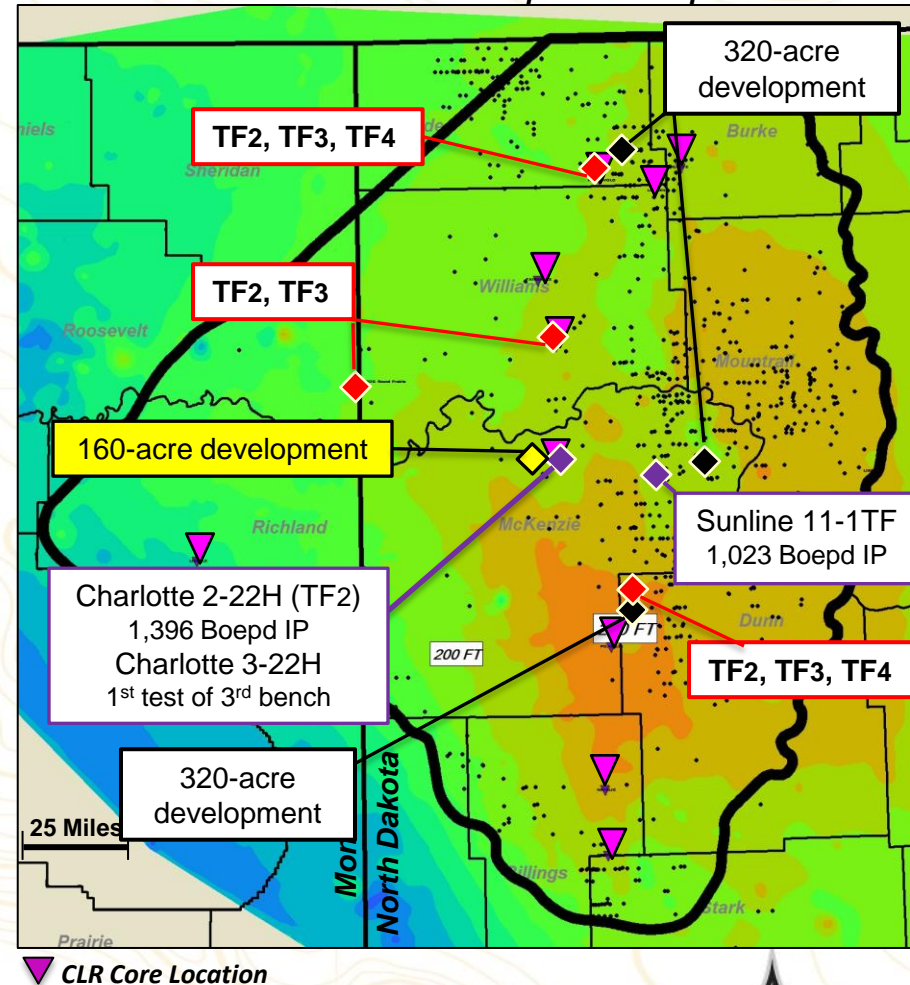 320-acre
development
niels
Burke
TF2, TF3, TF4
Sheridan
TF2, TF3
Williams
Roosevelt
Mountrail
160-acre development
Richland
McKenzie
Sunline 11-1TF
1,023 Boepd IP
Charlotte 2-22H (TF2)
1,396 Boepd IP
Charlotte 3-22H
1st test of 3rd bench
200 FT
FT
Dunn
TF2, TF3, TF4
320-acre
development
25 Miles
Mon
North Dakota
Billings
Stark
Prairie
CLR Core Location